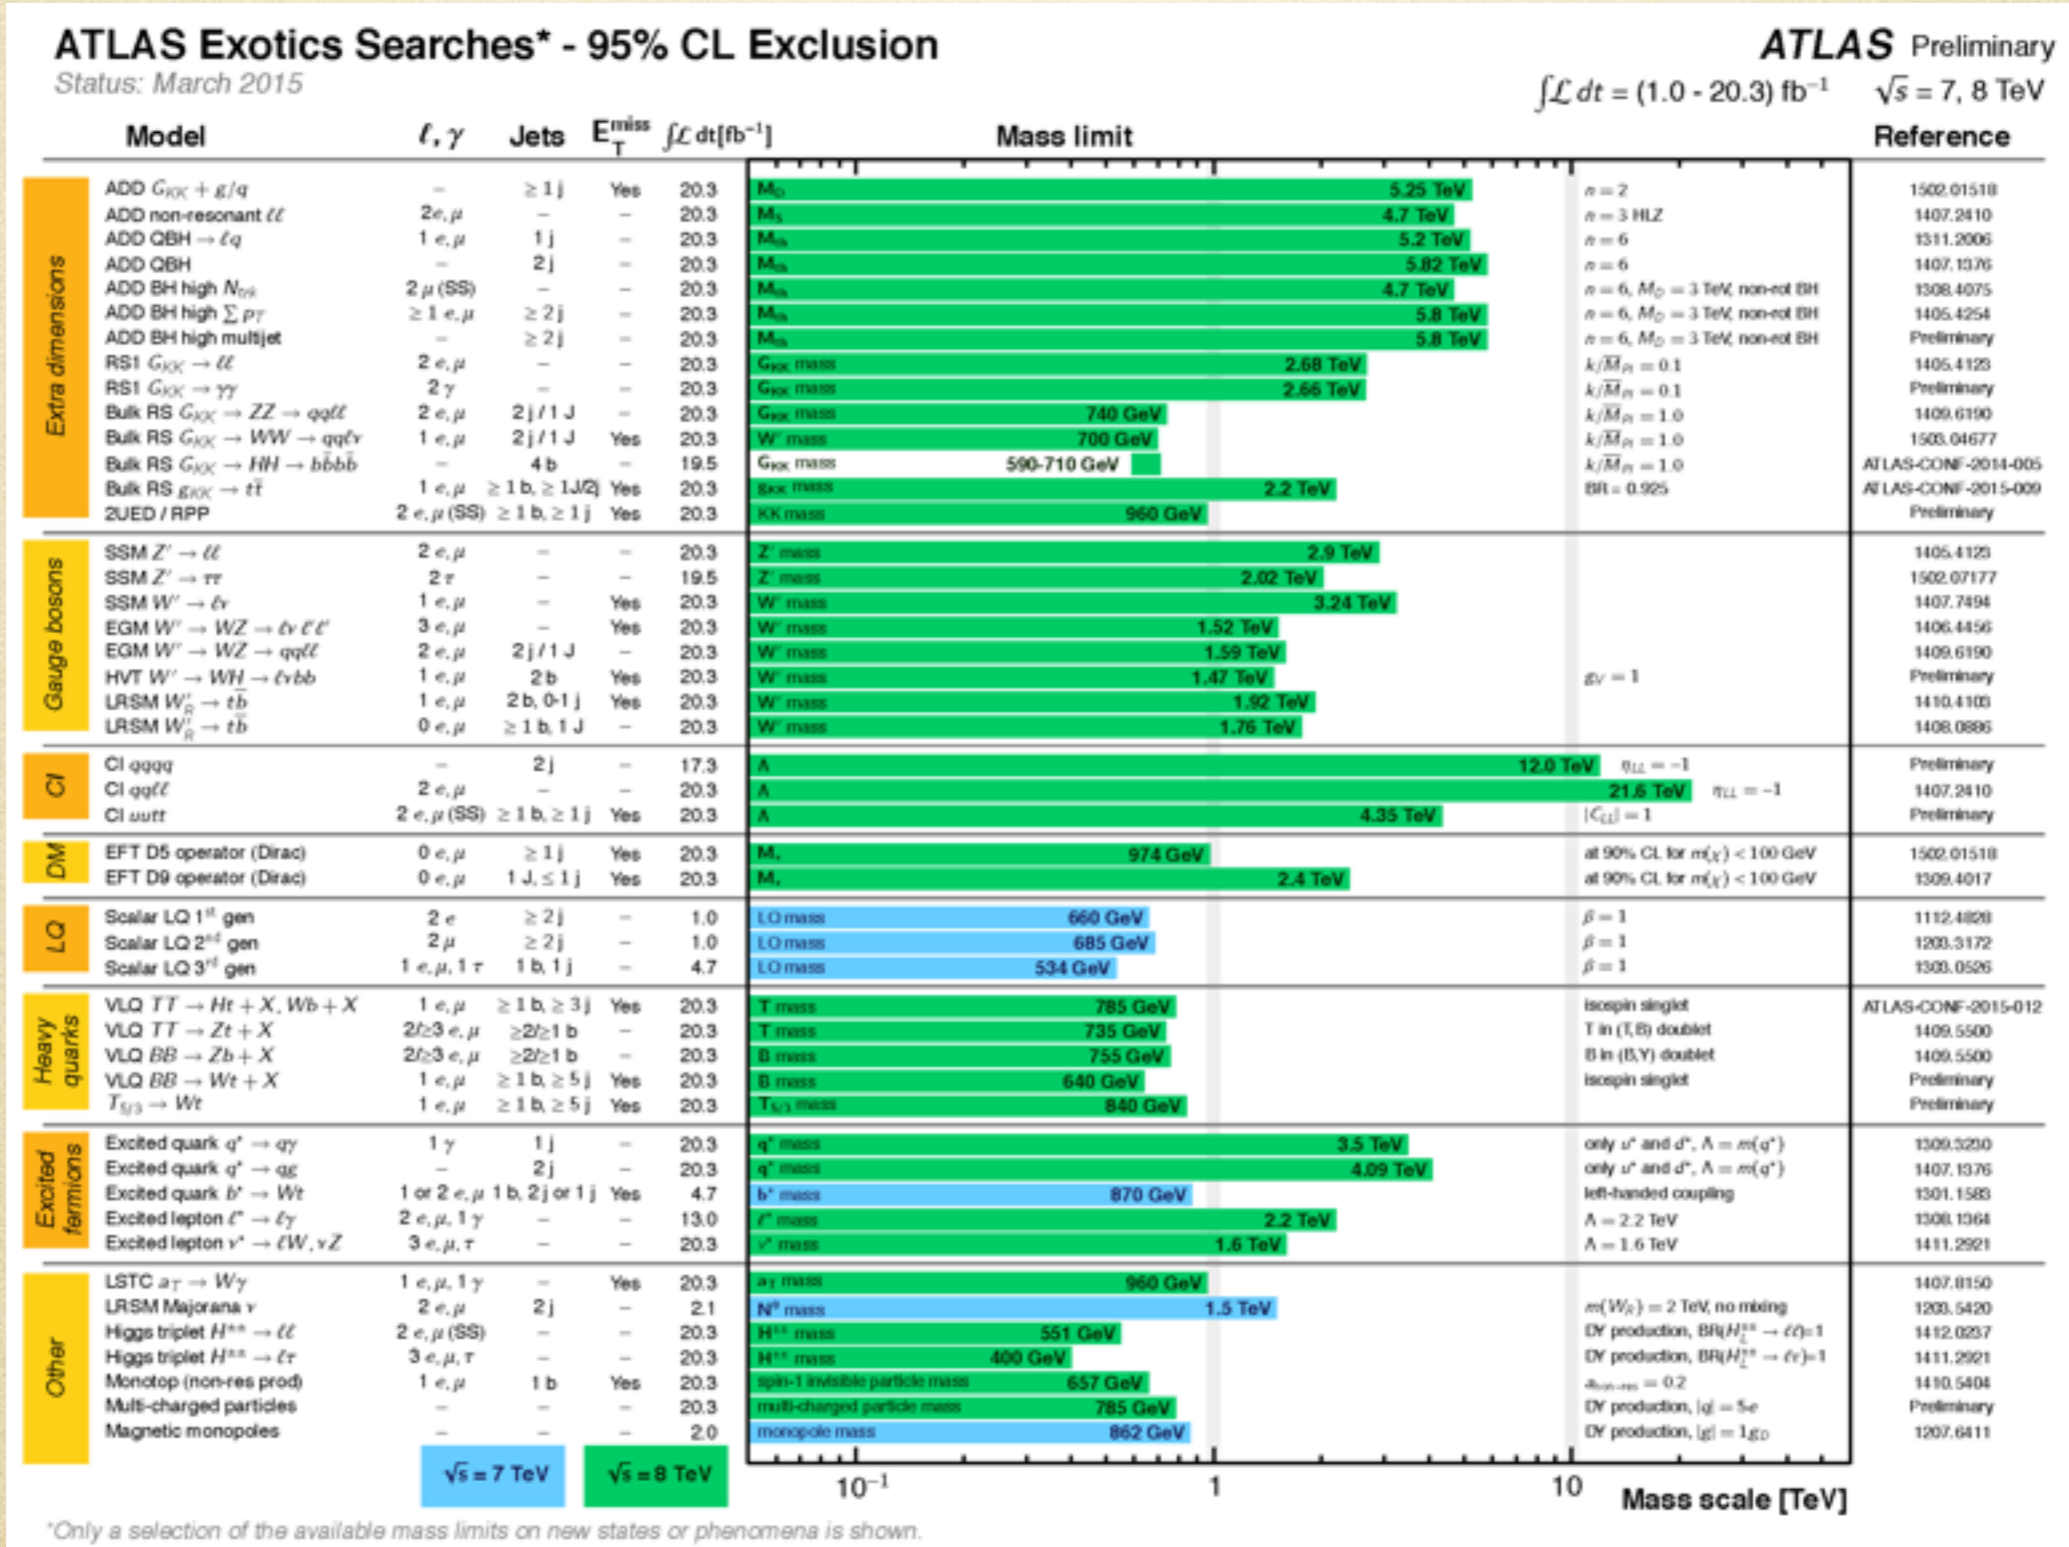 ATLAS Exotics Searches* - 95% CL Exclusion
Status: March 2015
ATLAS Preliminary
∫ℒ dt = (1.0 - 20.3) fb⁻¹ √s = 7, 8 TeV
Model ℓ, γ Jets E_T^miss ∫ℒ dt[fb⁻¹] Mass limit Reference
Extra dimensions
ADD G_KK + g/q – ≥ 1 j Yes 20.3 M_D 5.25 TeV n = 2 1502.01518
ADD non-resonant ℓℓ 2e, μ – – 20.3 M_S 4.7 TeV n = 3 HLZ 1407.2410
ADD QBH → ℓq 1 e, μ 1 j – 20.3 M_th 5.2 TeV n = 6 1311.2006
ADD QBH – 2 j – 20.3 M_th 5.82 TeV n = 6 1407.1376
ADD BH high N_trk 2 μ (SS) – – 20.3 M_th 4.7 TeV n = 6, M_D = 3 TeV, non-rot BH 1308.4075
ADD BH high ∑ p_T ≥ 1 e, μ ≥ 2 j – 20.3 M_th 5.8 TeV n = 6, M_D = 3 TeV, non-rot BH 1405.4254
ADD BH high multijet – ≥ 2 j – 20.3 M_th 5.8 TeV n = 6, M_D = 3 TeV, non-rot BH Preliminary
RS1 G_KK → ℓℓ 2 e, μ – – 20.3 G_KK mass 2.68 TeV k/M̅_Pl = 0.1 1405.4123
RS1 G_KK → γγ 2 γ – – 20.3 G_KK mass 2.66 TeV k/M̅_Pl = 0.1 Preliminary
Bulk RS G_KK → ZZ → qqℓℓ 2 e, μ 2 j / 1 J – 20.3 G_KK mass 740 GeV k/M̅_Pl = 1.0 1409.6190
Bulk RS G_KK → WW → qqℓν 1 e, μ 2 j / 1 J Yes 20.3 W′ mass 700 GeV k/M̅_Pl = 1.0 1503.04677
Bulk RS G_KK → HH → bb̅bb̅ – 4 b – 19.5 G_KK mass 590-710 GeV k/M̅_Pl = 1.0 ATLAS-CONF-2014-005
Bulk RS g_KK → tt̅ 1 e, μ ≥ 1 b, ≥ 1J/2j Yes 20.3 g_KK mass 2.2 TeV BR = 0.925 ATLAS-CONF-2015-009
2UED / RPP 2 e, μ (SS) ≥ 1 b, ≥ 1 j Yes 20.3 KK mass 960 GeV Preliminary
Gauge bosons
SSM Z′ → ℓℓ 2 e, μ – – 20.3 Z′ mass 2.9 TeV 1405.4123
SSM Z′ → ττ 2 τ – – 19.5 Z′ mass 2.02 TeV 1502.07177
SSM W′ → ℓν 1 e, μ – Yes 20.3 W′ mass 3.24 TeV 1407.7494
EGM W′ → WZ → ℓν ℓ′ℓ′ 3 e, μ – Yes 20.3 W′ mass 1.52 TeV 1406.4456
EGM W′ → WZ → qqℓℓ 2 e, μ 2 j / 1 J – 20.3 W′ mass 1.59 TeV 1409.6190
HVT W′ → WH → ℓνbb 1 e, μ 2 b Yes 20.3 W′ mass 1.47 TeV g_V = 1 Preliminary
LRSM W′_R → tb̅ 1 e, μ 2 b, 0-1 j Yes 20.3 W′ mass 1.92 TeV 1410.4103
LRSM W′_R → tb̅ 0 e, μ ≥ 1 b, 1 J – 20.3 W′ mass 1.76 TeV 1408.0886
CI
CI qqqq – 2 j – 17.3 Λ 12.0 TeV η_LL = −1 Preliminary
CI qqℓℓ 2 e, μ – – 20.3 Λ 21.6 TeV η_LL = −1 1407.2410
CI uutt 2 e, μ (SS) ≥ 1 b, ≥ 1 j Yes 20.3 Λ 4.35 TeV |C_LL| = 1 Preliminary
DM
EFT D5 operator (Dirac) 0 e, μ ≥ 1 j Yes 20.3 M_* 974 GeV at 90% CL for m(χ) < 100 GeV 1502.01518
EFT D9 operator (Dirac) 0 e, μ 1 J, ≤ 1 j Yes 20.3 M_* 2.4 TeV at 90% CL for m(χ) < 100 GeV 1309.4017
LQ
Scalar LQ 1st gen 2 e ≥ 2 j – 1.0 LQ mass 660 GeV β = 1 1112.4828
Scalar LQ 2nd gen 2 μ ≥ 2 j – 1.0 LQ mass 685 GeV β = 1 1203.3172
Scalar LQ 3rd gen 1 e, μ, 1 τ 1 b, 1 j – 4.7 LQ mass 534 GeV β = 1 1303.0526
Heavy quarks
VLQ TT → Ht + X, Wb + X 1 e, μ ≥ 1 b, ≥ 3 j Yes 20.3 T mass 785 GeV isospin singlet ATLAS-CONF-2015-012
VLQ TT → Zt + X 2/≥3 e, μ ≥2/≥1 b – 20.3 T mass 735 GeV T in (T,B) doublet 1409.5500
VLQ BB → Zb + X 2/≥3 e, μ ≥2/≥1 b – 20.3 B mass 755 GeV B in (B,Y) doublet 1409.5500
VLQ BB → Wt + X 1 e, μ ≥ 1 b, ≥ 5 j Yes 20.3 B mass 640 GeV isospin singlet Preliminary
T_5/3 → Wt 1 e, μ ≥ 1 b, ≥ 5 j Yes 20.3 T_5/3 mass 840 GeV Preliminary
Excited fermions
Excited quark q* → qγ 1 γ 1 j – 20.3 q* mass 3.5 TeV only u* and d*, Λ = m(q*) 1309.3230
Excited quark q* → qg – 2 j – 20.3 q* mass 4.09 TeV only u* and d*, Λ = m(q*) 1407.1376
Excited quark b* → Wt 1 or 2 e, μ 1 b, 2 j or 1 j Yes 4.7 b* mass 870 GeV left-handed coupling 1301.1583
Excited lepton ℓ* → ℓγ 2 e, μ, 1 γ – – 13.0 ℓ* mass 2.2 TeV Λ = 2.2 TeV 1308.1364
Excited lepton ν* → ℓW, νZ 3 e, μ, τ – – 20.3 ν* mass 1.6 TeV Λ = 1.6 TeV 1411.2921
Other
LSTC a_T → Wγ 1 e, μ, 1 γ – Yes 20.3 a_T mass 960 GeV 1407.8150
LRSM Majorana ν 2 e, μ 2 j – 2.1 N⁰ mass 1.5 TeV m(W_R) = 2 TeV, no mixing 1203.5420
Higgs triplet H^±± → ℓℓ 2 e, μ (SS) – – 20.3 H^±± mass 551 GeV DY production, BR(H_L^±± → ℓℓ)=1 1412.0237
Higgs triplet H^±± → ℓτ 3 e, μ, τ – – 20.3 H^±± mass 400 GeV DY production, BR(H_L^±± → ℓτ)=1 1411.2921
Monotop (non-res prod) 1 e, μ 1 b Yes 20.3 spin-1 invisible particle mass 657 GeV a_non-res = 0.2 1410.5404
Multi-charged particles – – – 20.3 multi-charged particle mass 785 GeV DY production, |q| = 5e Preliminary
Magnetic monopoles – – – 2.0 monopole mass 862 GeV DY production, |g| = 1g_D 1207.6411
√s = 7 TeV √s = 8 TeV
10⁻¹ 1 10 Mass scale [TeV]
*Only a selection of the available mass limits on new states or phenomena is shown.